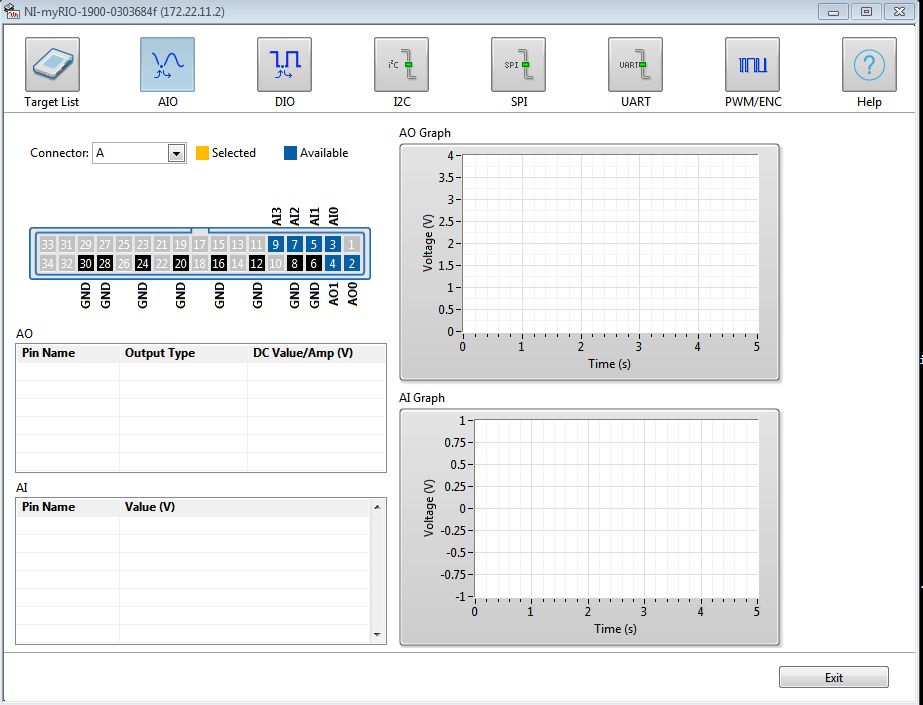 NI-myRIO-1900-0303684f (172.22.11.2)
I²C SPI UART ?
Target List AIO DIO I2C SPI UART PWM/ENC Help
Connector: A Selected Available
AI3 AI2 AI1 AI0
33 31 29 27 25 23 21 19 17 15 13 11 9 7 5 3 1
34 32 30 28 26 24 22 20 18 16 14 12 10 8 6 4 2
GND GND GND GND GND GND GND GND AO1 AO0
AO
Pin Name Output Type DC Value/Amp (V)
AI
Pin Name Value (V)
AO Graph
Voltage (V)
4
3.5
3
2.5
2
1.5
1
0.5
0
0 1 2 3 4 5
Time (s)
AI Graph
Voltage (V)
1
0.75
0.5
0.25
0
-0.25
-0.5
-0.75
-1
0 1 2 3 4 5
Time (s)
Exit